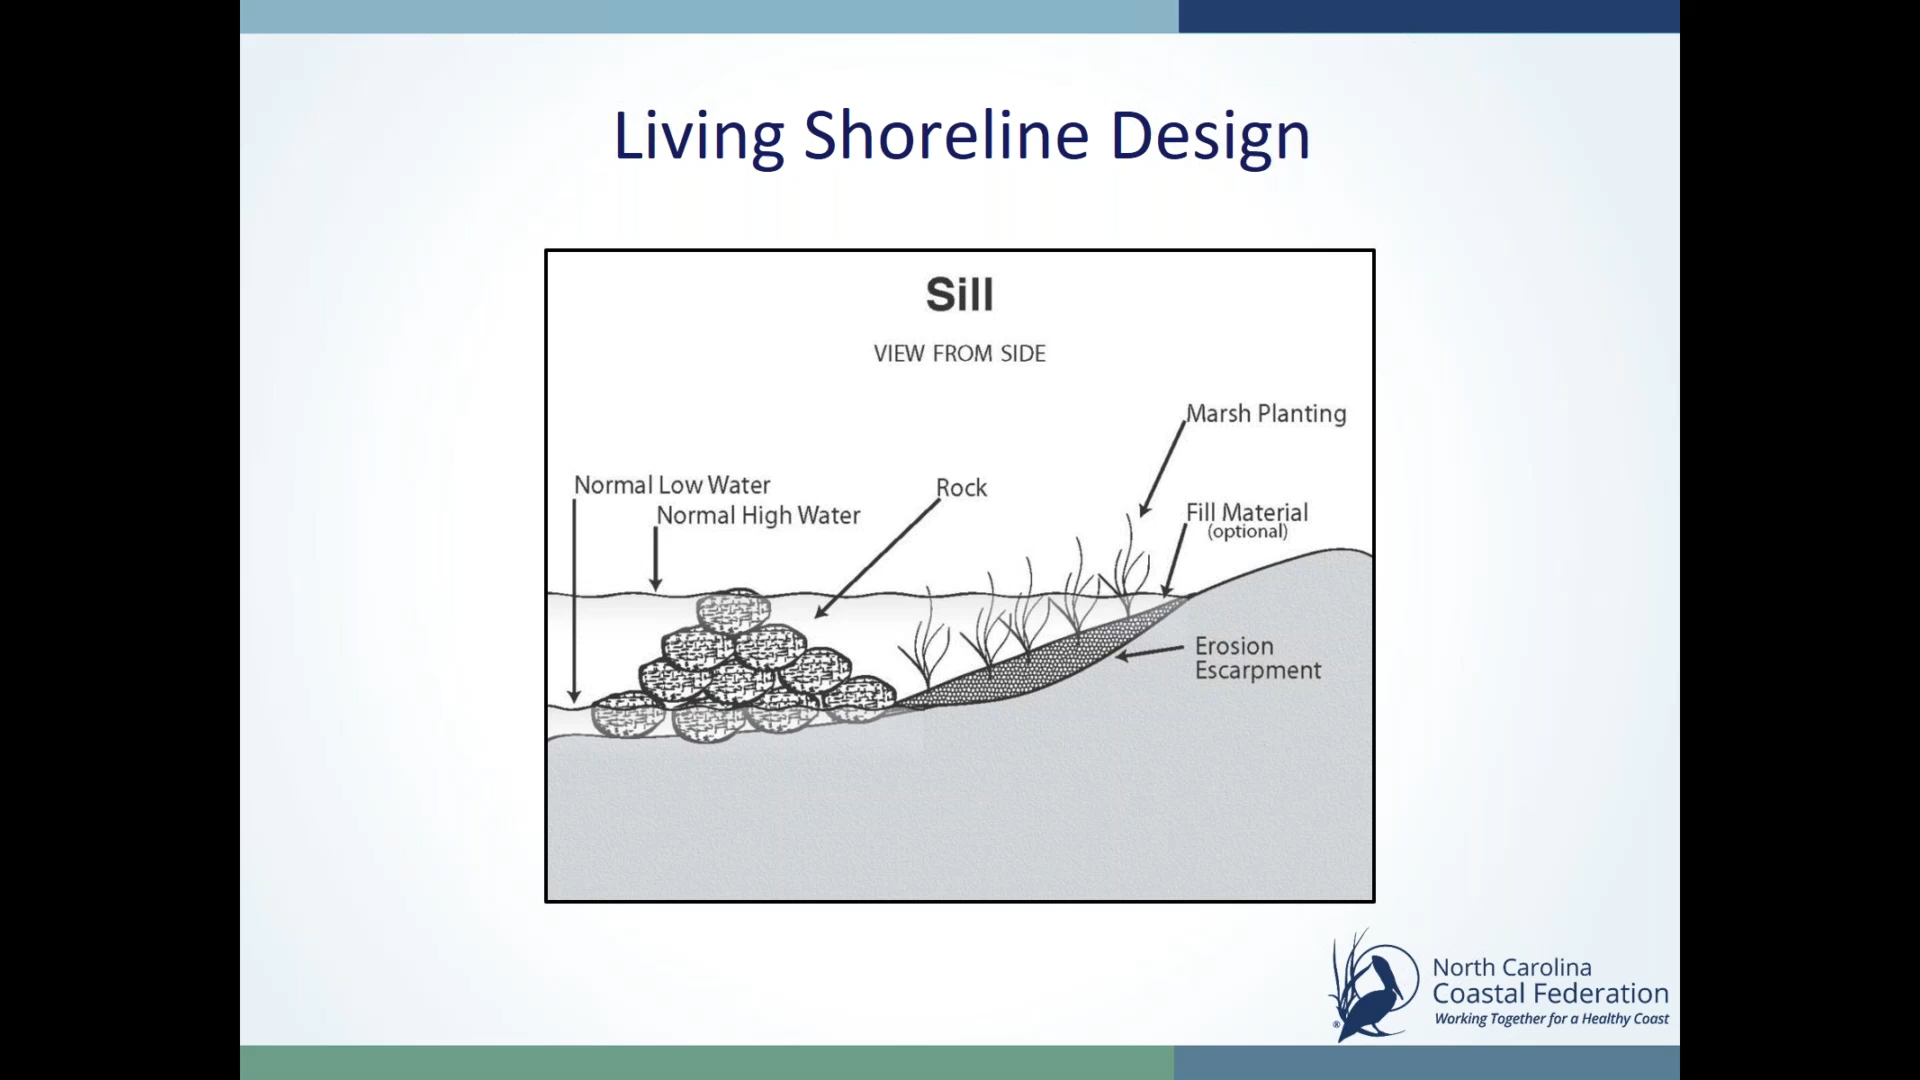 Living Shoreline Design
Sill
VIEW FROM SIDE
Marsh Planting
Normal Low Water
Rock
Normal High Water
Fill Material
(optional)
Erosion
Escarpment
North Carolina
Coastal Federation
® Working Together for a Healthy Coast